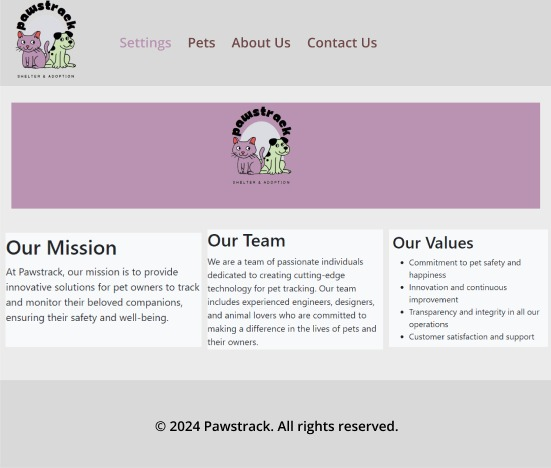 pawstrack
SHELTER & ADOPTION
Settings Pets About Us Contact Us
pawstrack
SHELTER & ADOPTION
Our Mission
At Pawstrack, our mission is to provide
innovative solutions for pet owners to track
and monitor their beloved companions,
ensuring their safety and well-being.
Our Team
We are a team of passionate individuals
dedicated to creating cutting-edge
technology for pet tracking. Our team
includes experienced engineers, designers,
and animal lovers who are committed to
making a difference in the lives of pets and
their owners.
Our Values
• Commitment to pet safety and
happiness
• Innovation and continuous
improvement
• Transparency and integrity in all our
operations
• Customer satisfaction and support
© 2024 Pawstrack. All rights reserved.